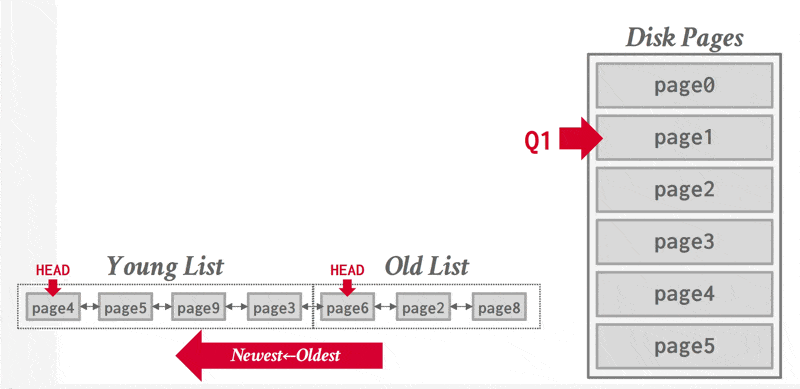 Disk Pages
page0
Q1
page1
page2
page3
page4
page5
Young List
Old List
HEAD
HEAD
page4
page5
page9
page3
page6
page2
page8
Newest←Oldest